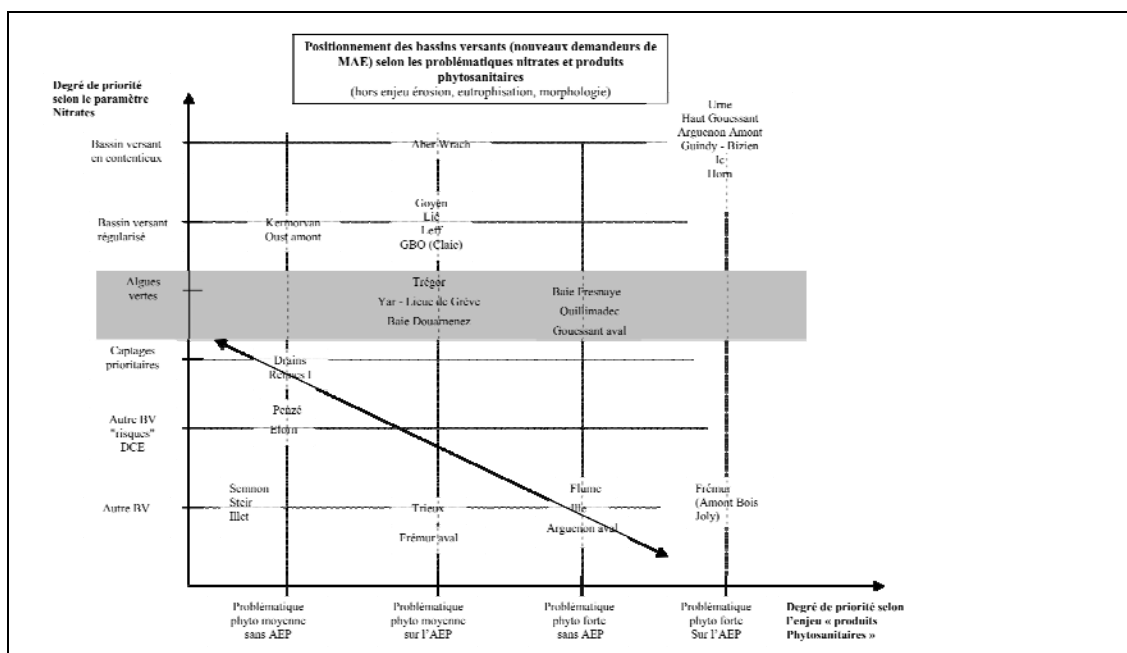 Positionnement des bassins versants (nouveaux demandeurs de
MAE) selon les problématiques nitrates et produits
phytosanitaires
(hors enjeu érosion, eutrophisation, morphologie)
Degré de priorité
selon le paramètre
Nitrates
Urne
Haut Gouessant
Arguenon Amont
Guindy - Bizien
Ic
Horn
Bassin versant
en contentieux
Aber Wrach
Bassin versant
régularisé
Kermorvan
Oust amont
Goyen
Lié
Leff
GBO (Claie)
Algues
vertes
Trégor
Yar - Lieue de Grève
Baie Douarnenez
Baie Fresnaye
Quillimadec
Gouessant aval
Captages
prioritaires
Drains
Rennes I
Autre BV
"risques"
DCE
Penzé
Elorn
Autre BV
Semnon
Steir
Illet
Trieux
Frémur aval
Flume
Ille
Arguenon aval
Frémur
(Amont Bois
Joly)
Problématique
phyto moyenne
sans AEP
Problématique
phyto moyenne
sur l'AEP
Problématique
phyto forte
sans AEP
Problématique
phyto forte
Sur l'AEP
Degré de priorité selon
l'enjeu « produits
Phytosanitaires »